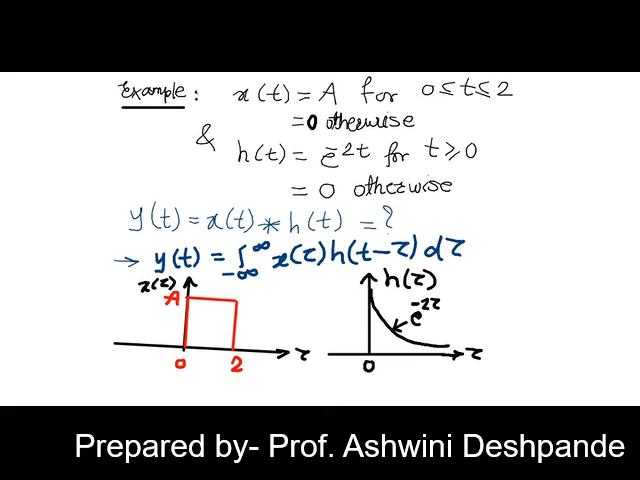 Example : x(t) = A for 0 ≤ t ≤ 2
= 0 otherwise
& h(t) = e^-2t for t ≥ 0
= 0 otherwise
y(t) = x(t) * h(t) = ?
→ y(t) = ∫_-∞^∞ x(τ) h(t-τ) dτ
x(τ) h(τ)
A e^-2τ
0 2 τ 0 τ
Prepared by- Prof. Ashwini Deshpande